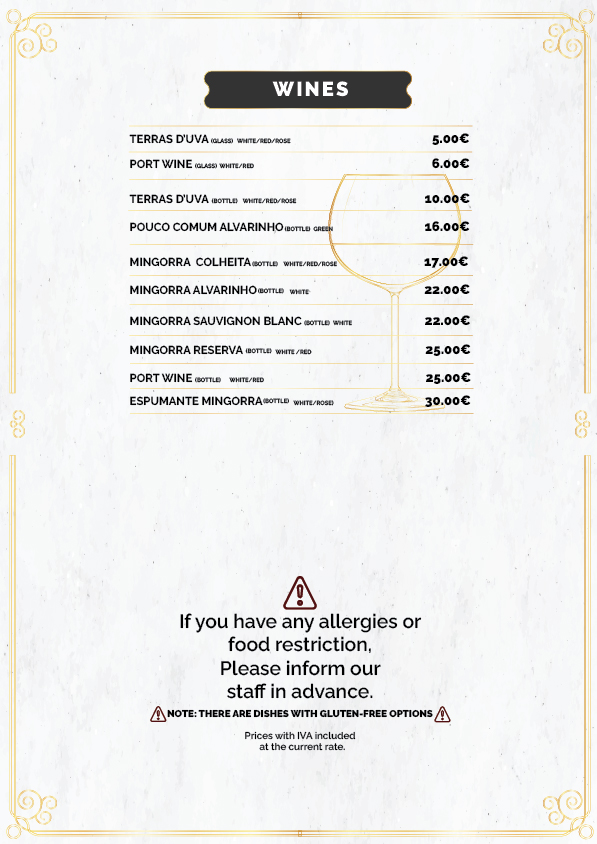 WINES
TERRAS D'UVA (GLASS) WHITE/RED/ROSE 5.00€
PORT WINE (GLASS) WHITE/RED 6.00€
TERRAS D'UVA (BOTTLE) WHITE/RED/ROSE 10.00€
POUCO COMUM ALVARINHO (BOTTLE) GREEN 16.00€
MINGORRA COLHEITA (BOTTLE) WHITE/RED/ROSE 17.00€
MINGORRA ALVARINHO (BOTTLE) WHITE 22.00€
MINGORRA SAUVIGNON BLANC (BOTTLE) WHITE 22.00€
MINGORRA RESERVA (BOTTLE) WHITE /RED 25.00€
PORT WINE (BOTTLE) WHITE/RED 25.00€
ESPUMANTE MINGORRA (BOTTLE) WHITE/ROSE) 30.00€
If you have any allergies or
food restriction,
Please inform our
staff in advance.
NOTE: THERE ARE DISHES WITH GLUTEN-FREE OPTIONS
Prices with IVA included
at the current rate.